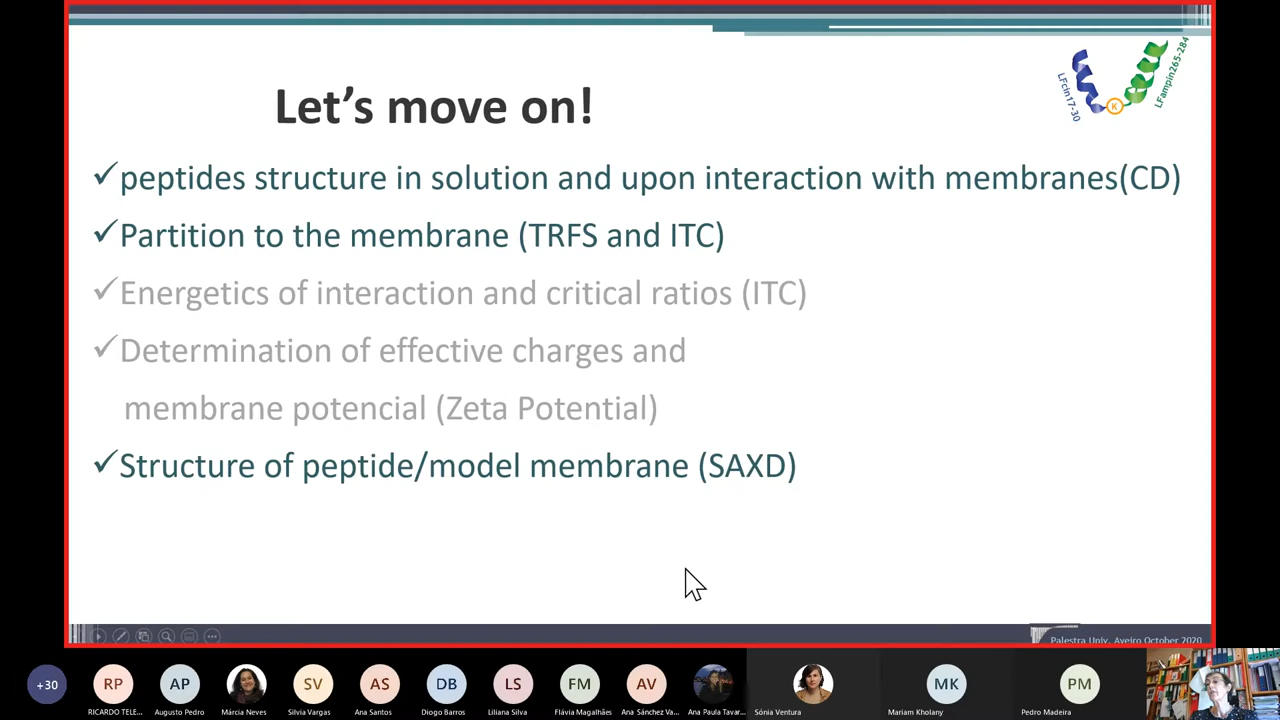 Let's move on!
LFcin17-30
K
LFampin265-284
✓peptides structure in solution and upon interaction with membranes(CD)
✓Partition to the membrane (TRFS and ITC)
✓Energetics of interaction and critical ratios (ITC)
✓Determination of effective charges and
membrane potencial (Zeta Potential)
✓Structure of peptide/model membrane (SAXD)
Palestra Univ. Aveiro October 2020
+30
RP
AP
SV
AS
DB
LS
FM
AV
MK
PM
RICARDO TELE...
Augusto Pedro
Márcia Neves
Silvia Vargas
Ana Santos
Diogo Barros
Liliana Silva
Flávia Magalhães
Ana Sánchez Va...
Ana Paula Tavar...
Sónia Ventura
Mariam Kholany
Pedro Madeira